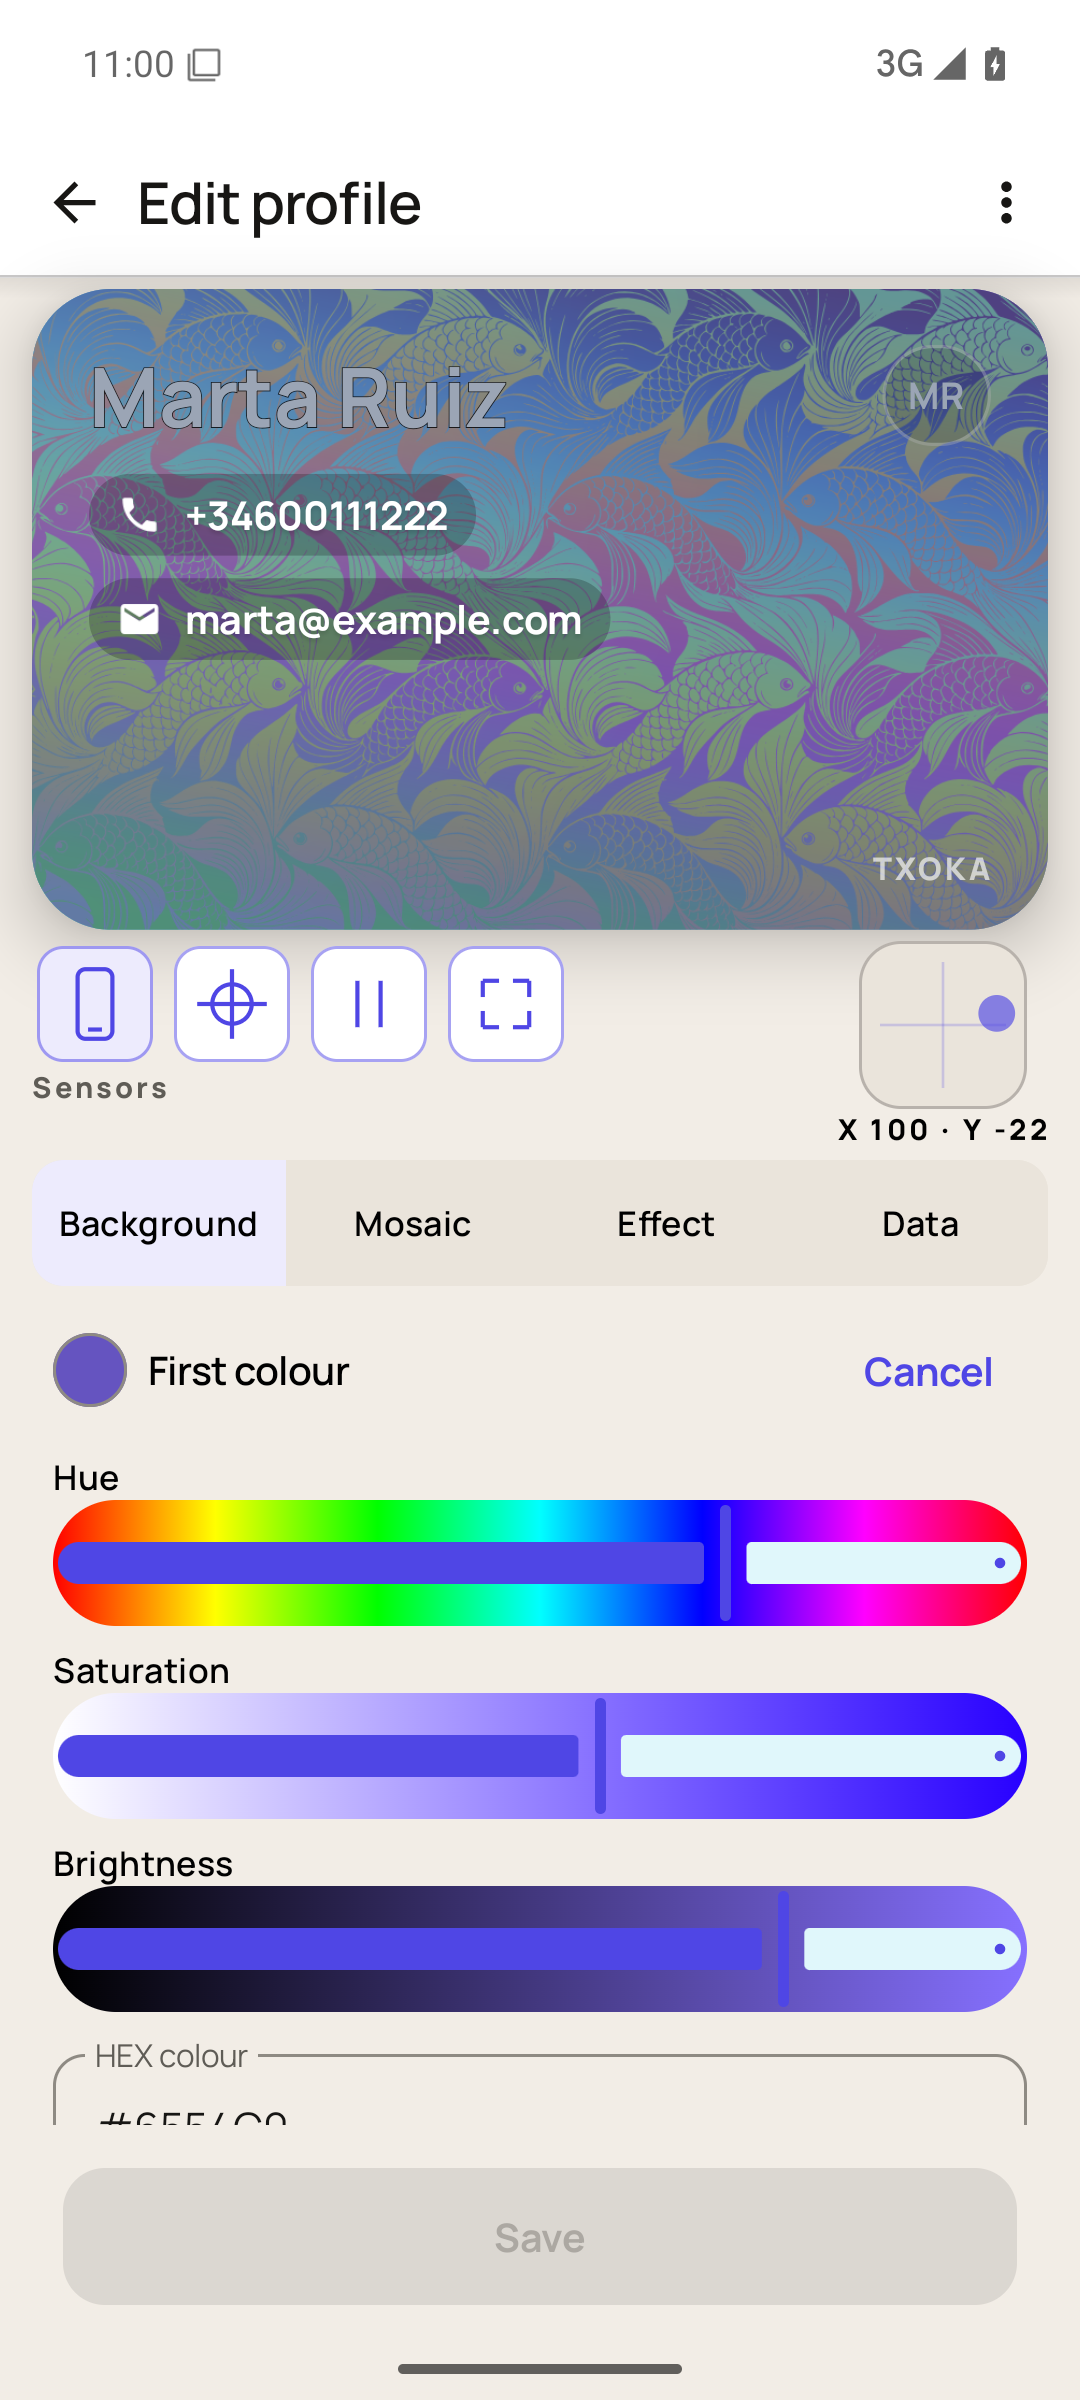 11:00
3G
Edit profile
Marta Ruiz
MR
+34600111222
marta@example.com
TXOKA
Sensors
X 100 · Y -22
Background
Mosaic
Effect
Data
First colour
Cancel
Hue
Saturation
Brightness
HEX colour
Save